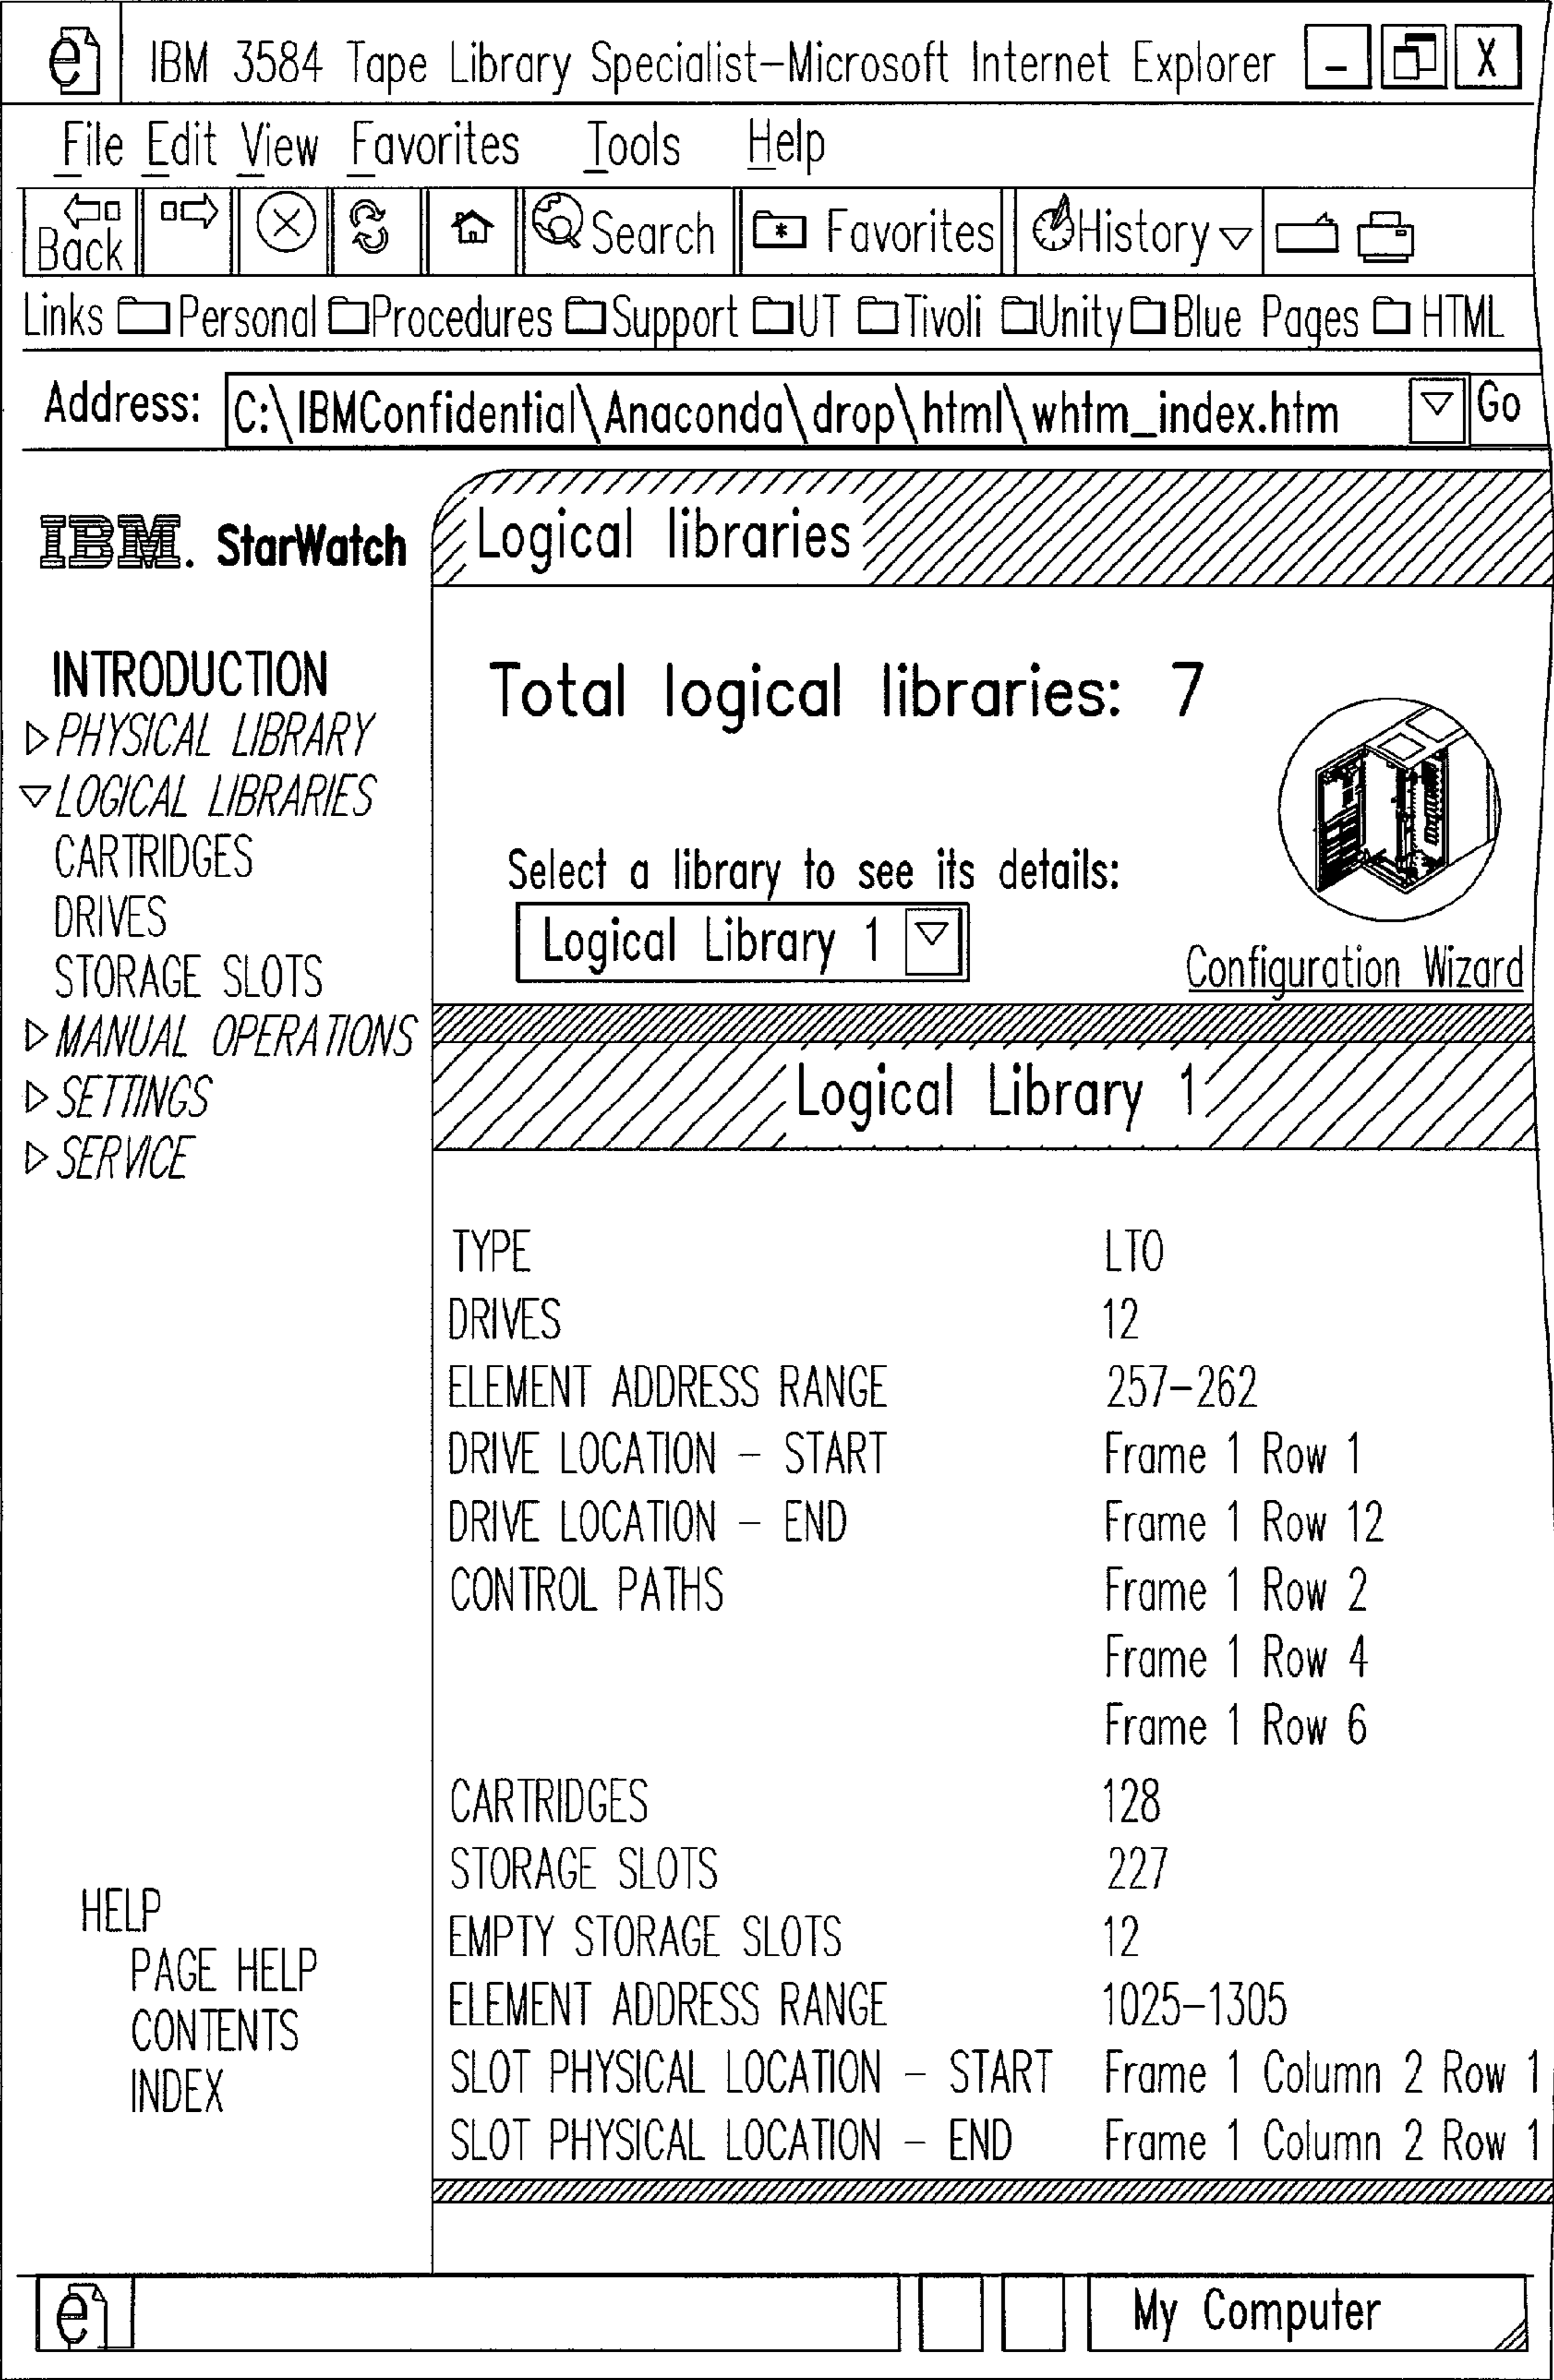 IBM 3584 Tape Library Specialist-Microsoft Internet Explorer _ X
File Edit View Favorites Tools Help
Back Search Favorites History
Links Personal Procedures Support UT Tivoli Unity Blue Pages HTML
Address: C:\IBMConfidential\Anaconda\drop\html\whtm_index.htm Go
IBM. StarWatch
Logical libraries
INTRODUCTION
PHYSICAL LIBRARY
LOGICAL LIBRARIES
CARTRIDGES
DRIVES
STORAGE SLOTS
MANUAL OPERATIONS
SETTINGS
SERVICE
HELP
PAGE HELP
CONTENTS
INDEX
Total logical libraries: 7
Select a library to see its details:
Logical Library 1
Configuration Wizard
Logical Library 1
TYPE LTO
DRIVES 12
ELEMENT ADDRESS RANGE 257-262
DRIVE LOCATION - START Frame 1 Row 1
DRIVE LOCATION - END Frame 1 Row 12
CONTROL PATHS Frame 1 Row 2
Frame 1 Row 4
Frame 1 Row 6
CARTRIDGES 128
STORAGE SLOTS 227
EMPTY STORAGE SLOTS 12
ELEMENT ADDRESS RANGE 1025-1305
SLOT PHYSICAL LOCATION - START Frame 1 Column 2 Row 1
SLOT PHYSICAL LOCATION - END Frame 1 Column 2 Row 1
My Computer